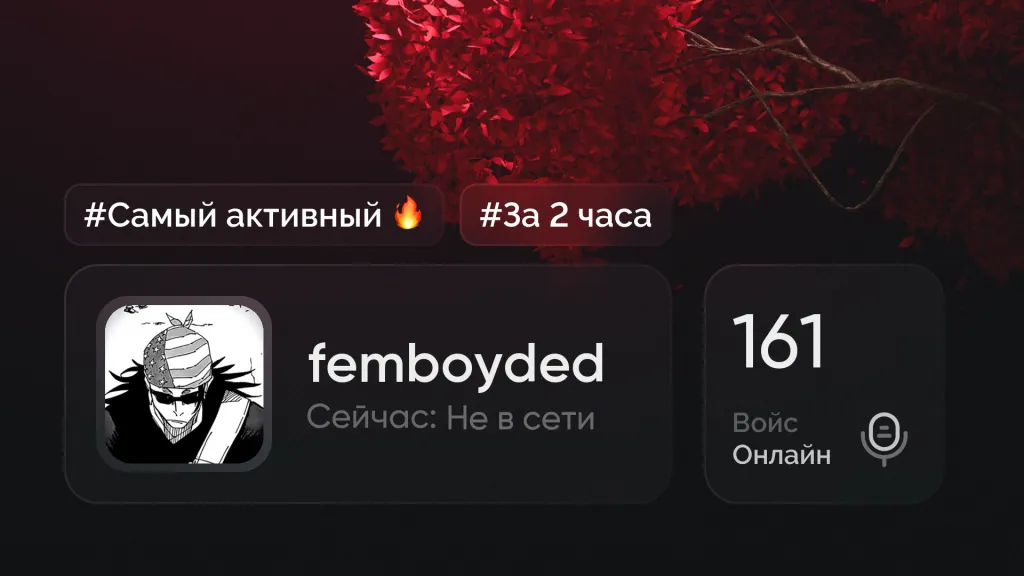 #Самый активный 🔥
#За 2 часа
femboyded
Сейчас: Не в сети
161
Войс
Онлайн